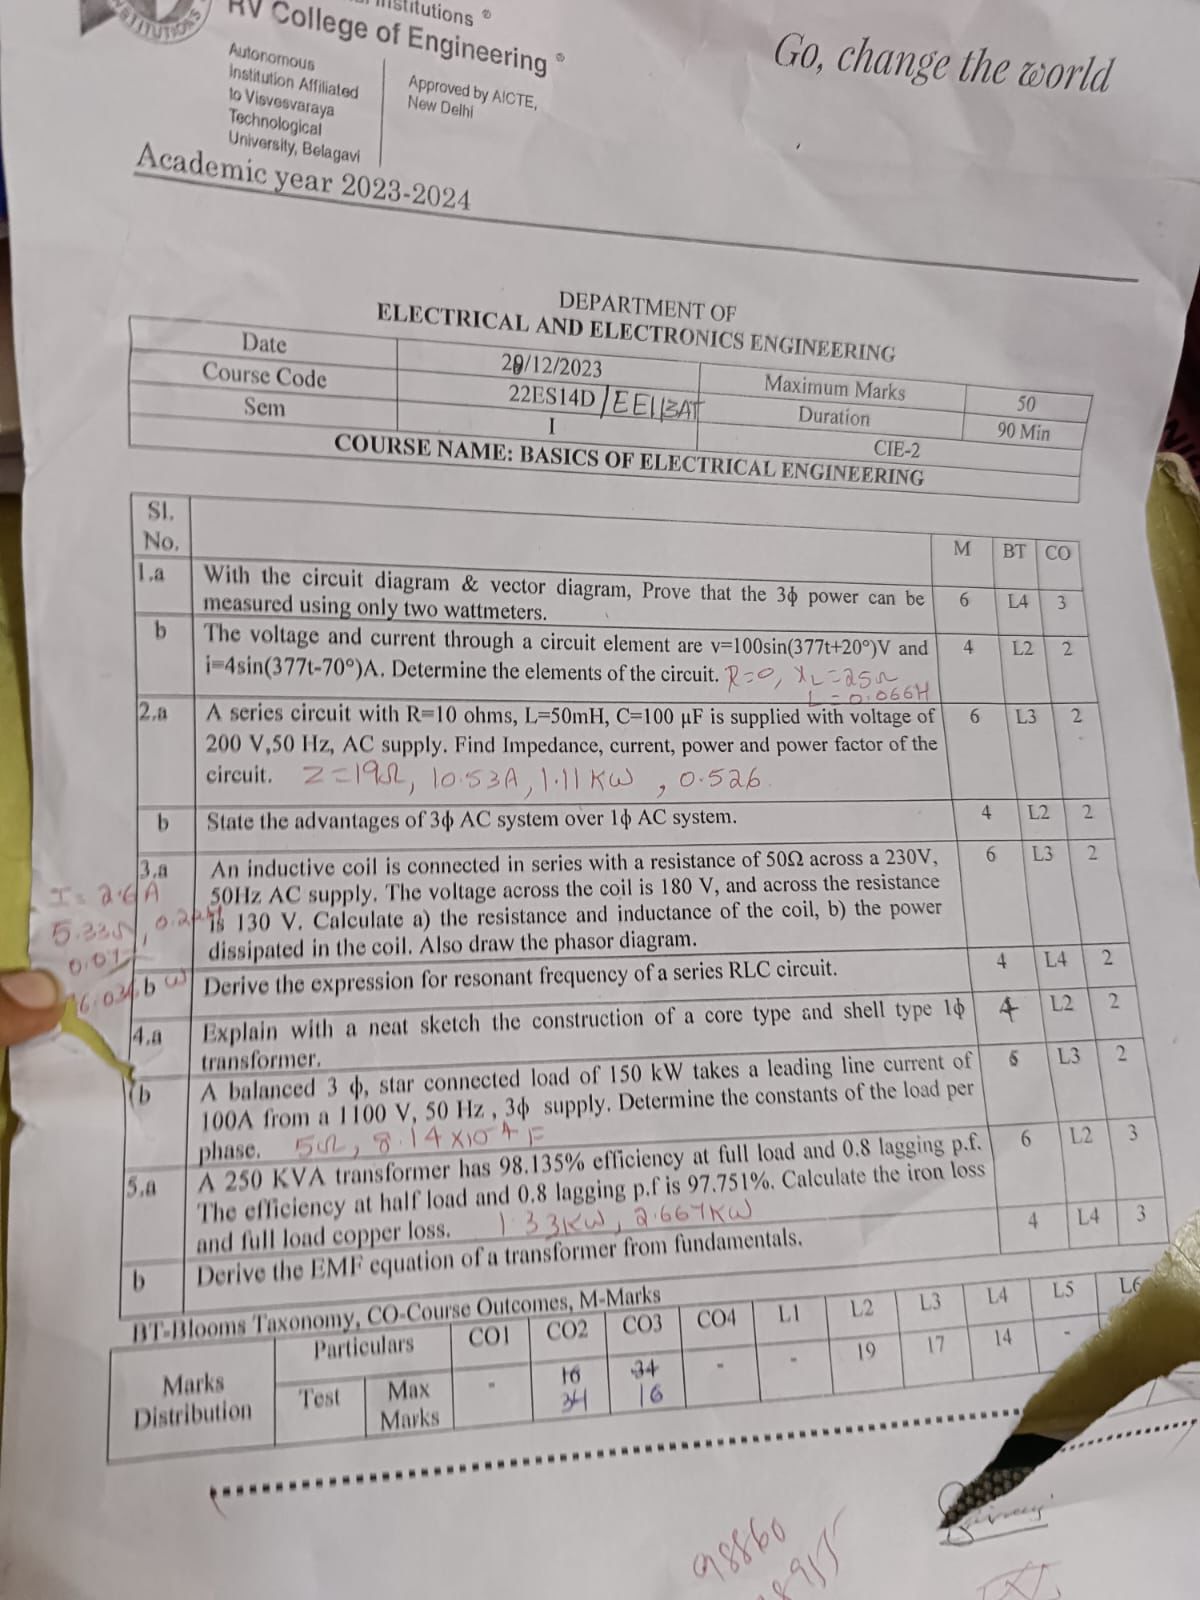 Institutions ®
RV College of Engineering ®
Go, change the world
Autonomous
Institution Affiliated
to Visvesvaraya
Technological
University, Belagavi
Approved by AICTE,
New Delhi
Academic year 2023-2024
DEPARTMENT OF
ELECTRICAL AND ELECTRONICS ENGINEERING
Date 20/12/2023 Maximum Marks 50
Course Code 22ES14D /EE113AT Duration 90 Min
Sem I CIE-2
COURSE NAME: BASICS OF ELECTRICAL ENGINEERING
Sl.
No. M BT CO
1.a With the circuit diagram & vector diagram, Prove that the 3ϕ power can be 6 L4 3
measured using only two wattmeters.
b The voltage and current through a circuit element are v=100sin(377t+20°)V and 4 L2 2
i=4sin(377t-70°)A. Determine the elements of the circuit. R=0, XL=25Ω
L=0.066H
2.a A series circuit with R=10 ohms, L=50mH, C=100 µF is supplied with voltage of 6 L3 2
200 V,50 Hz, AC supply. Find Impedance, current, power and power factor of the
circuit. Z=19Ω, 10.53A, 1.11 KW, 0.526
b State the advantages of 3ϕ AC system over 1ϕ AC system. 4 L2 2
3.a An inductive coil is connected in series with a resistance of 50Ω across a 230V, 6 L3 2
I=2.6A 50Hz AC supply. The voltage across the coil is 180 V, and across the resistance
5.33Ω, is 130 V. Calculate a) the resistance and inductance of the coil, b) the power
dissipated in the coil. Also draw the phasor diagram.
b Derive the expression for resonant frequency of a series RLC circuit. 4 L4 2
4.a Explain with a neat sketch the construction of a core type and shell type 1ϕ 4 L2 2
transformer.
b A balanced 3 ϕ, star connected load of 150 kW takes a leading line current of 6 L3 2
100A from a 1100 V, 50 Hz , 3ϕ supply. Determine the constants of the load per
phase. 5Ω, 8.14x10-4 F
5.a A 250 KVA transformer has 98.135% efficiency at full load and 0.8 lagging p.f. 6 L2 3
The efficiency at half load and 0.8 lagging p.f is 97.751%. Calculate the iron loss
and full load copper loss. 1.33KW, 2.667KW
b Derive the EMF equation of a transformer from fundamentals. 4 L4 3
BT-Blooms Taxonomy, CO-Course Outcomes, M-Marks
Particulars CO1 CO2 CO3 CO4 L1 L2 L3 L4 L5 L6
Marks
Distribution Test Max
Marks - 16 34 - - 19 17 14 -
34 16
98860